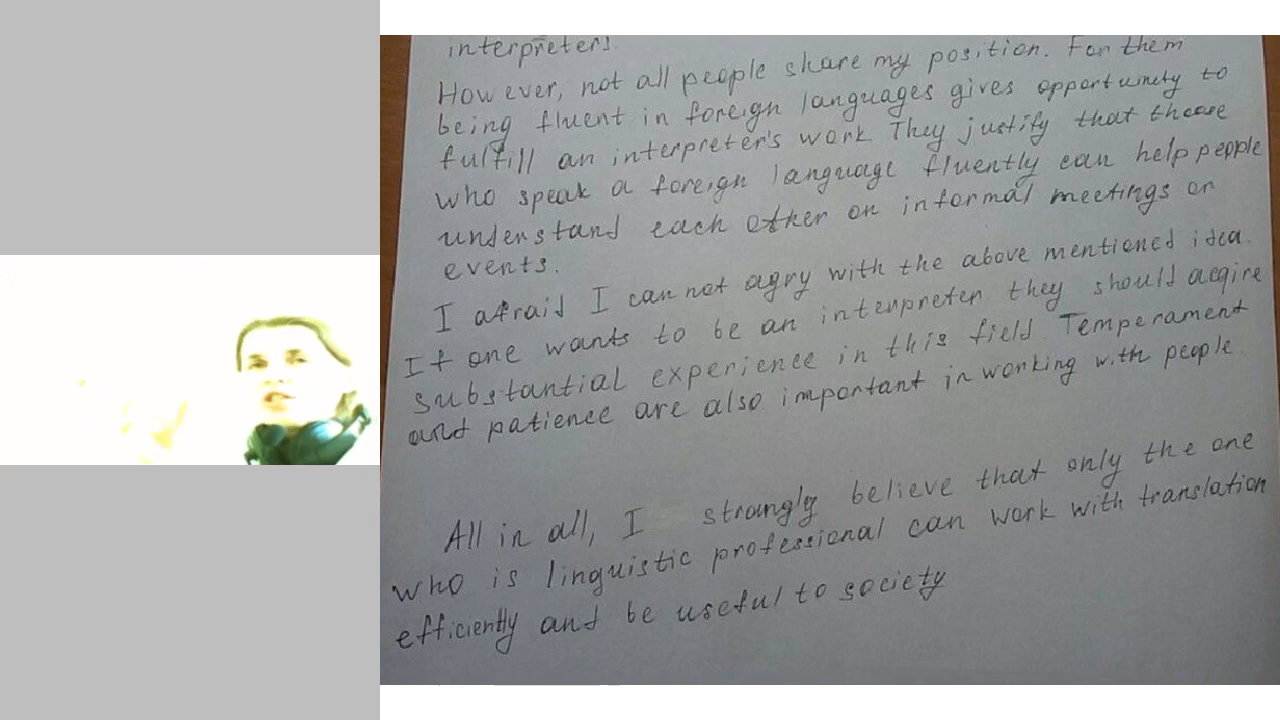 interpreters.
However, not all people share my position. For them
being fluent in foreign languages gives opportunity to
fulfill an interpreter's work They justify that those
who speak a foreign language fluently can help people
understand each other on informal meetings or
events.
I afraid I can not agry with the above mentioned idea.
If one wants to be an interpreter they should acqire
substantial experience in this field Temperament
and patience are also important in working with people
All in all, I strongly believe that only the one
who is linguistic professional can work with translation
efficiently and be useful to society